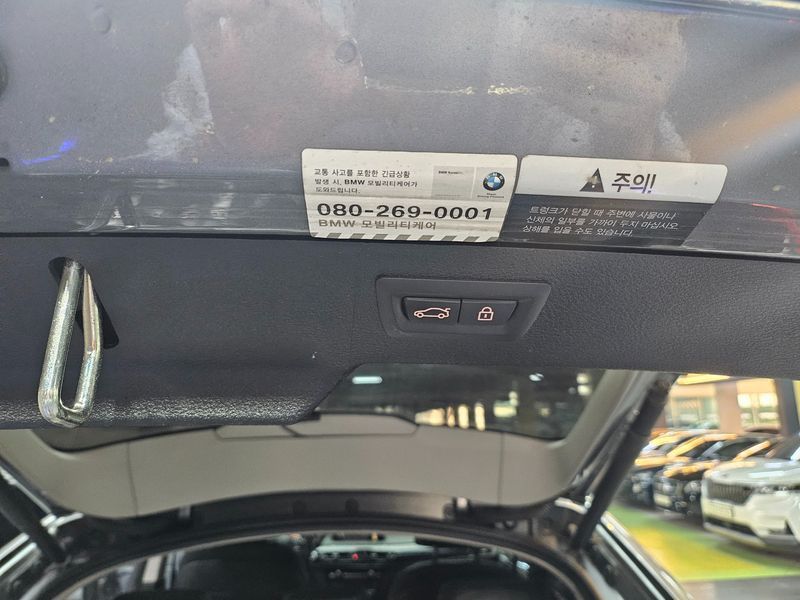 교통 사고를 포함한 긴급상황
발생 시, BMW 모빌리티케어가
도와드립니다.
080-269-0001
BMW 모빌리티케어
주의!
트렁크가 닫힐 때 주변에 사물이나
신체의 일부를 가까이 두지 마십시오
상해를 입을 수도 있습니다.